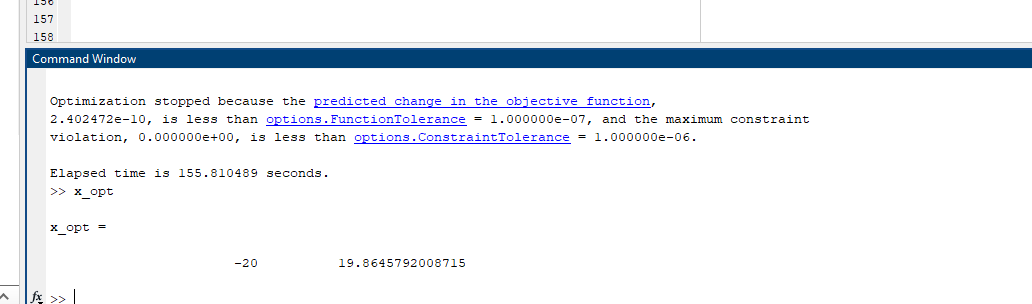 156
157
158
Command Window
Optimization stopped because the predicted change in the objective function,
2.402472e-10, is less than options.FunctionTolerance = 1.000000e-07, and the maximum constraint
violation, 0.000000e+00, is less than options.ConstraintTolerance = 1.000000e-06.
Elapsed time is 155.810489 seconds.
>> x_opt
x_opt =
-20 19.8645792008715
fx >>